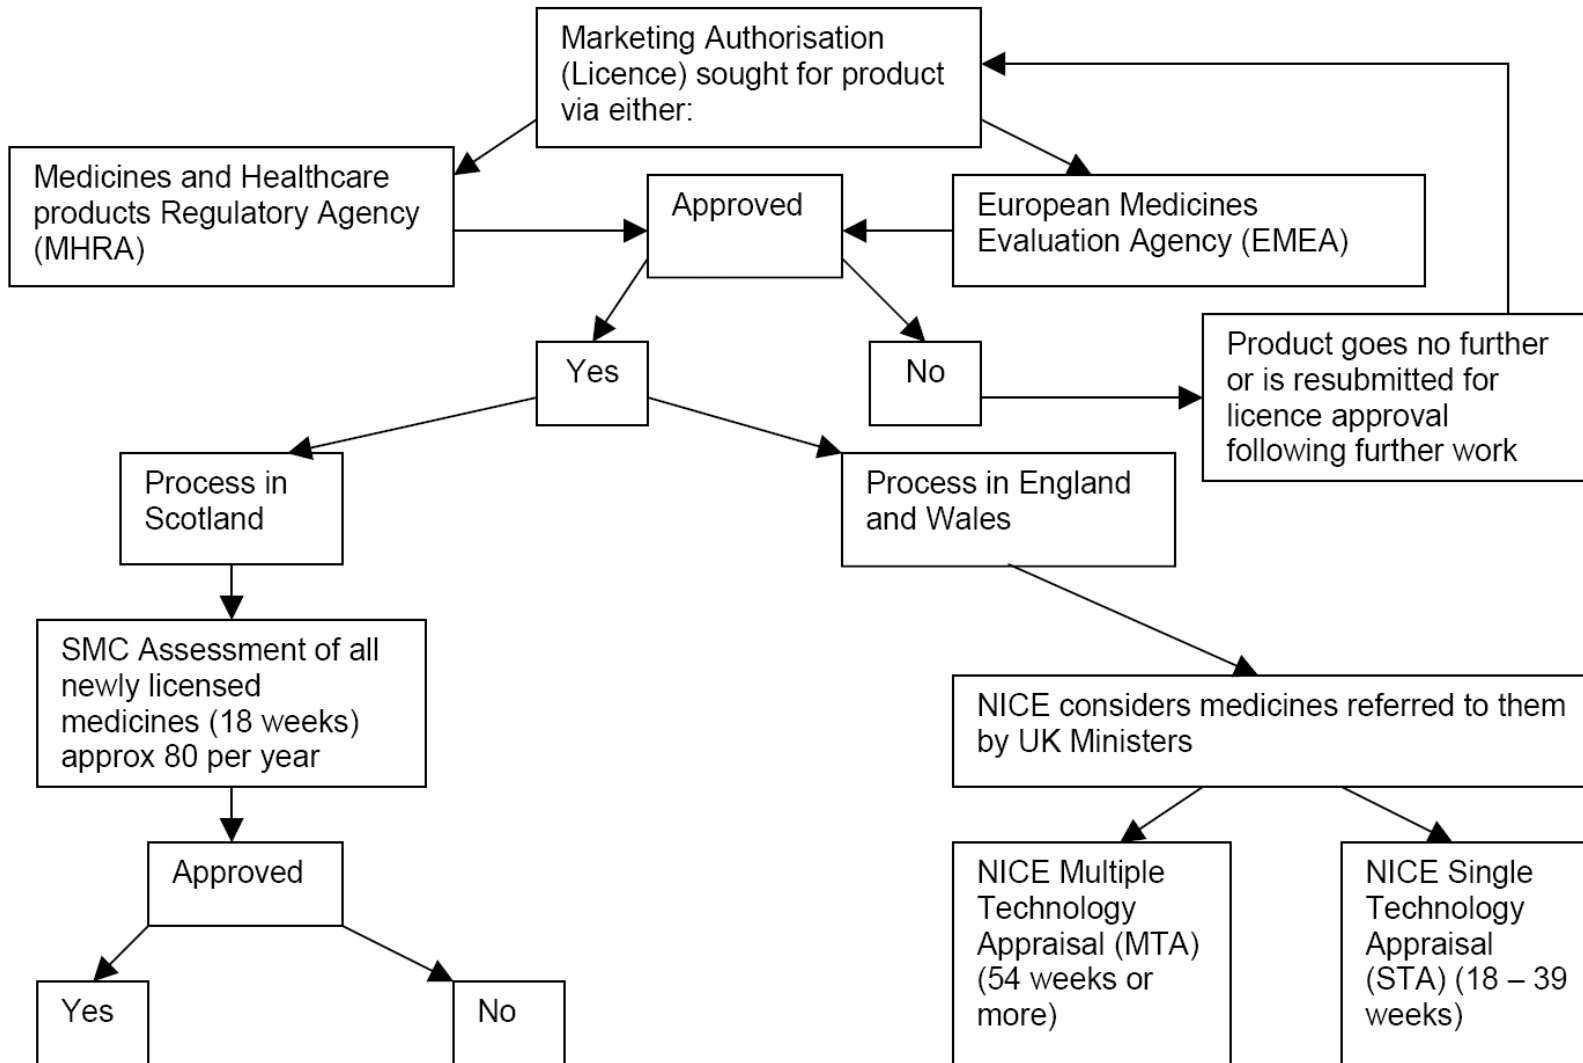 Marketing Authorisation
(Licence) sought for product
via either:
Medicines and Healthcare
products Regulatory Agency
(MHRA)
Approved
European Medicines
Evaluation Agency (EMEA)
Yes
No
Product goes no further
or is resubmitted for
licence approval
following further work
Process in
Scotland
Process in England
and Wales
SMC Assessment of all
newly licensed
medicines (18 weeks)
approx 80 per year
NICE considers medicines referred to them
by UK Ministers
Approved
NICE Multiple
Technology
Appraisal (MTA)
(54 weeks or
more)
NICE Single
Technology
Appraisal
(STA) (18 – 39
weeks)
Yes
No